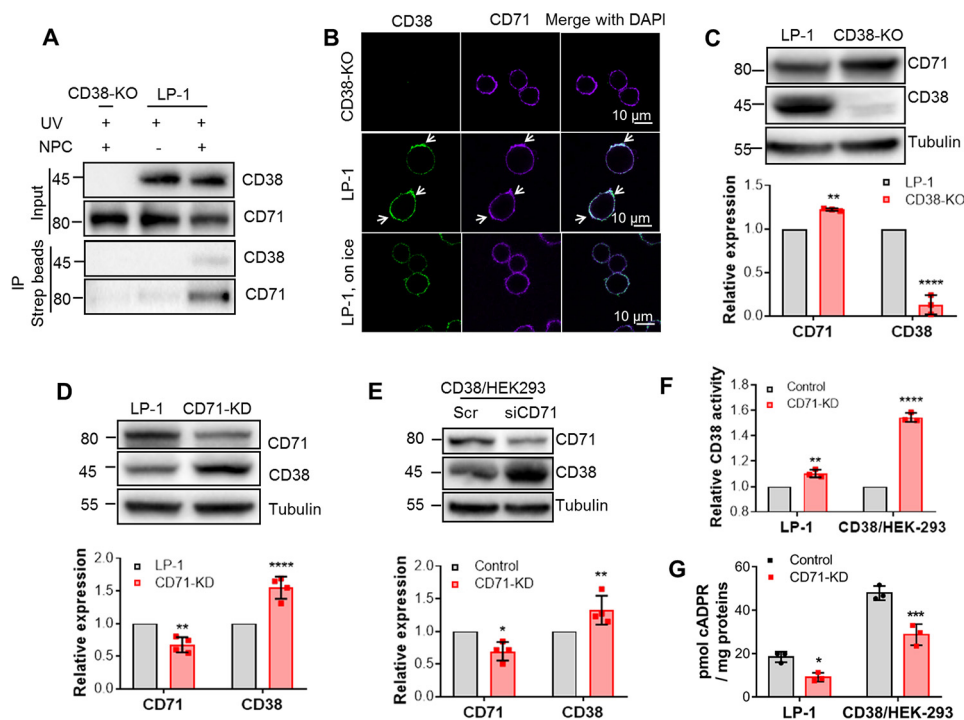 A
CD38-KO LP-1
UV + + +
NPC + - +
Input
45 CD38
80 CD71
IP
Strep beads
45 CD38
80 CD71
B
CD38 CD71 Merge with DAPI
CD38-KO
10 µm
LP-1
10 µm
LP-1, on ice
10 µm
C
LP-1 CD38-KO
80 CD71
45 CD38
55 Tubulin
Relative expression
1.5
1.0
0.5
0.0
LP-1
CD38-KO
**
****
CD71 CD38
D
LP-1 CD71-KD
80 CD71
45 CD38
55 Tubulin
Relative expression
2.0
1.5
1.0
0.5
0.0
LP-1
CD71-KD
**
****
CD71 CD38
E
CD38/HEK293
Scr siCD71
80 CD71
45 CD38
55 Tubulin
Relative expression
2.0
1.5
1.0
0.5
0.0
Control
CD71-KD
*
**
CD71 CD38
F
Relative CD38 activity
1.8
1.6
1.4
1.2
1.0
0.8
Control
CD71-KD
**
****
LP-1 CD38/HEK-293
G
pmol cADPR
/ mg proteins
60
40
20
0
Control
CD71-KD
*
***
LP-1 CD38/HEK-293